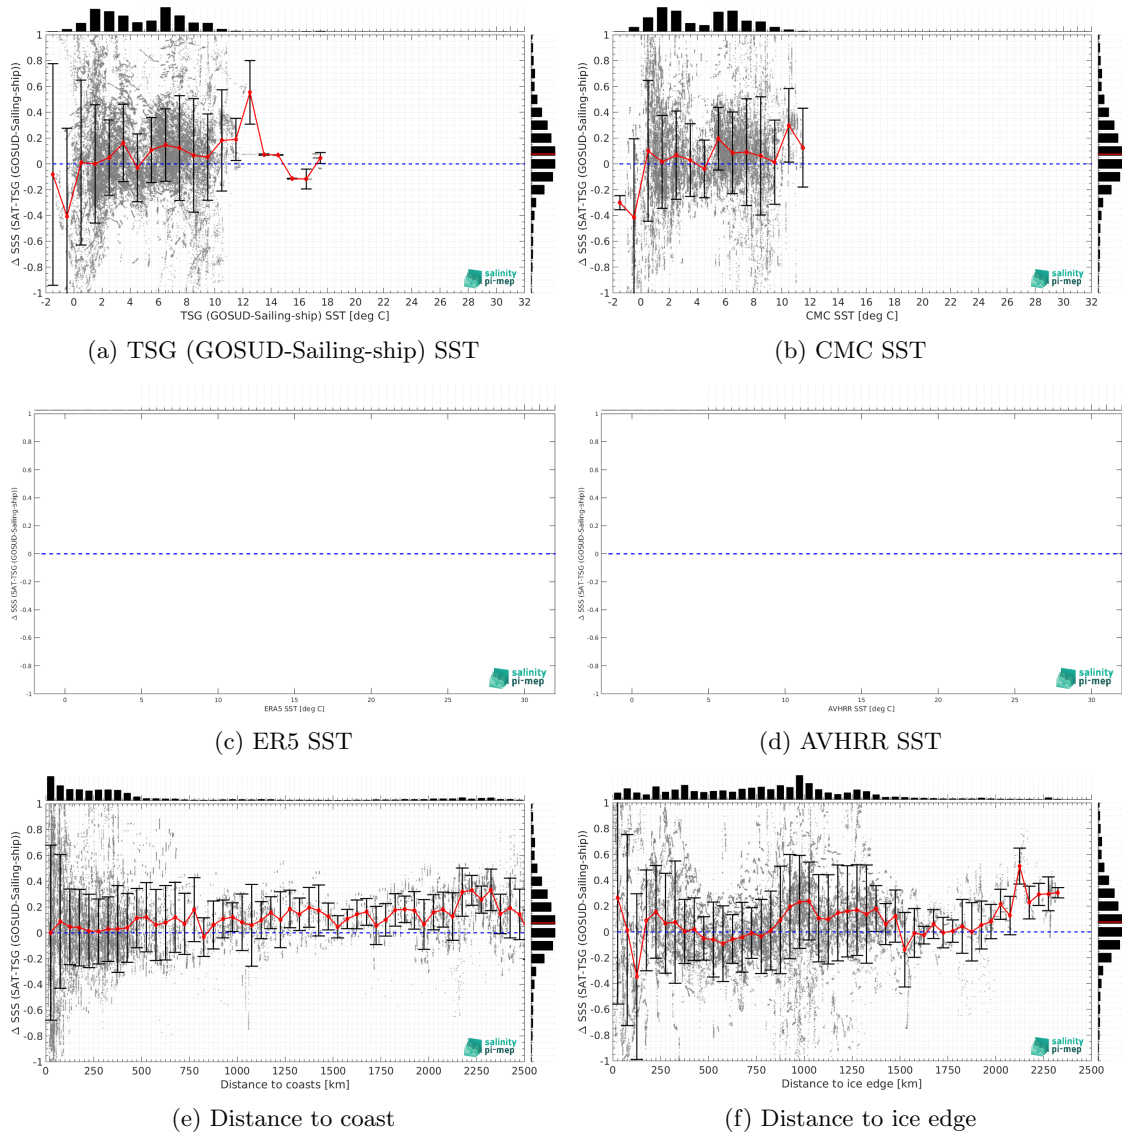 1
0.8
0.6
0.4
0.2
0
-0.2
-0.4
-0.6
-0.8
-1
Δ SSS (SAT-TSG (GOSUD-Sailing-ship))
-2 0 2 4 6 8 10 12 14 16 18 20 22 24 26 28 30 32
TSG (GOSUD-Sailing-ship) SST [deg C]
salinity
pi-mep
(a) TSG (GOSUD-Sailing-ship) SST
1
0.8
0.6
0.4
0.2
0
-0.2
-0.4
-0.6
-0.8
-1
Δ SSS (SAT-TSG (GOSUD-Sailing-ship))
-2 0 2 4 6 8 10 12 14 16 18 20 22 24 26 28 30 32
CMC SST [deg C]
salinity
pi-mep
(b) CMC SST
1
0.8
0.6
0.4
0.2
0
-0.2
-0.4
-0.6
-0.8
-1
Δ SSS (SAT-TSG (GOSUD-Sailing-ship))
0 5 10 15 20 25 30
ERA5 SST [deg C]
salinity
pi-mep
(c) ER5 SST
1
0.8
0.6
0.4
0.2
0
-0.2
-0.4
-0.6
-0.8
-1
Δ SSS (SAT-TSG (GOSUD-Sailing-ship))
0 5 10 15 20 25 30
AVHRR SST [deg C]
salinity
pi-mep
(d) AVHRR SST
1
0.8
0.6
0.4
0.2
0
-0.2
-0.4
-0.6
-0.8
-1
Δ SSS (SAT-TSG (GOSUD-Sailing-ship))
0 250 500 750 1000 1250 1500 1750 2000 2250 2500
Distance to coasts [km]
salinity
pi-mep
(e) Distance to coast
1
0.8
0.6
0.4
0.2
0
-0.2
-0.4
-0.6
-0.8
-1
Δ SSS (SAT-TSG (GOSUD-Sailing-ship))
0 250 500 750 1000 1250 1500 1750 2000 2250 2500
Distance to ice edge [km]
salinity
pi-mep
(f) Distance to ice edge